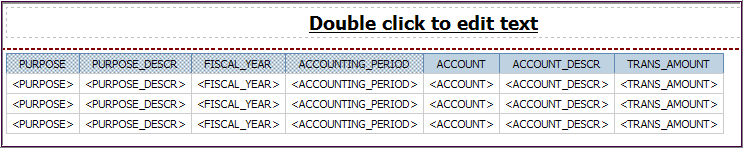 Double click to edit text
PURPOSE PURPOSE_DESCR FISCAL_YEAR ACCOUNTING_PERIOD ACCOUNT ACCOUNT_DESCR TRANS_AMOUNT
<PURPOSE> <PURPOSE_DESCR> <FISCAL_YEAR> <ACCOUNTING_PERIOD> <ACCOUNT> <ACCOUNT_DESCR> <TRANS_AMOUNT>
<PURPOSE> <PURPOSE_DESCR> <FISCAL_YEAR> <ACCOUNTING_PERIOD> <ACCOUNT> <ACCOUNT_DESCR> <TRANS_AMOUNT>
<PURPOSE> <PURPOSE_DESCR> <FISCAL_YEAR> <ACCOUNTING_PERIOD> <ACCOUNT> <ACCOUNT_DESCR> <TRANS_AMOUNT>